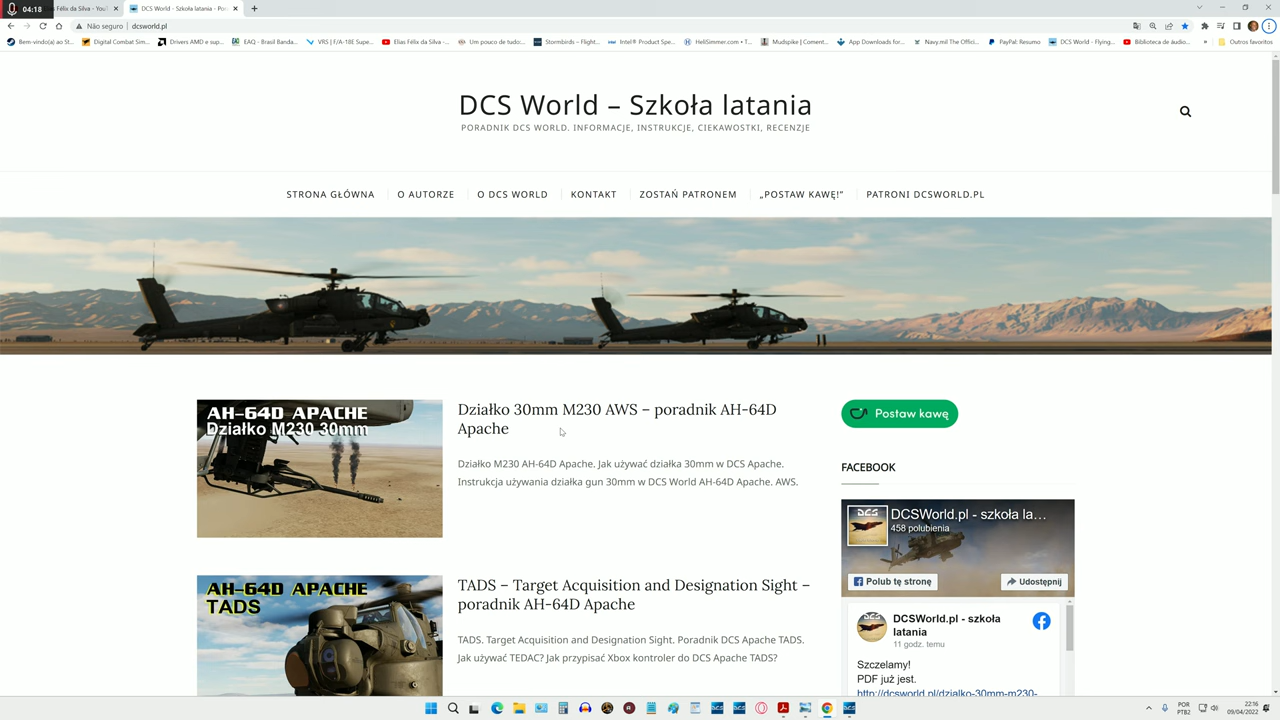 04:18
Elias Félix da Silva - YouT
DCS World - Szkoła latania - Po
Não seguro | dcsworld.pl
Bem-vindo(a) ao St...
Digital Combat Sim...
Drivers AMD e sup...
EAQ - Brasil Banda...
VRS | F/A-18E Supe...
Elias Félix da Silva -...
Um pouco de tudo:...
Stormbirds – Flight...
Intel® Product Spe...
HeliSimmer.com • T...
Mudspike | Coment...
App Downloads for...
Navy.mil The Offici...
PayPal: Resumo
DCS World - Flying...
Biblioteca de áudio...
»
Outros favoritos
DCS World – Szkoła latania
PORADNIK DCS WORLD. INFORMACJE, INSTRUKCJE, CIEKAWOSTKI, RECENZJE
STRONA GŁÓWNA O AUTORZE O DCS WORLD KONTAKT ZOSTAŃ PATRONEM „POSTAW KAWĘ!” PATRONI DCSWORLD.PL
AH-64D APACHE
Działko M230 30mm
Działko 30mm M230 AWS – poradnik AH-64D
Apache
Działko M230 AH-64D Apache. Jak używać działka 30mm w DCS Apache.
Instrukcja używania działka gun 30mm w DCS World AH-64D Apache. AWS.
Postaw kawę
FACEBOOK
DCS
DCSWorld.pl - szkoła la...
458 polubienia
Polub tę stronę
Udostępnij
AH-64D APACHE
TADS
TADS – Target Acquisition and Designation Sight –
poradnik AH-64D Apache
TADS. Target Acquisition and Designation Sight. Poradnik DCS Apache TADS.
Jak używać TEDAC? Jak przypisać Xbox kontroler do DCS Apache TADS?
DCSWorld.pl - szkoła
latania
11 godz. temu
Szczelamy!
PDF już jest.
http://dcsworld.pl/dzialko-30mm-m230-
POR
PTB2
22:16
09/04/2022